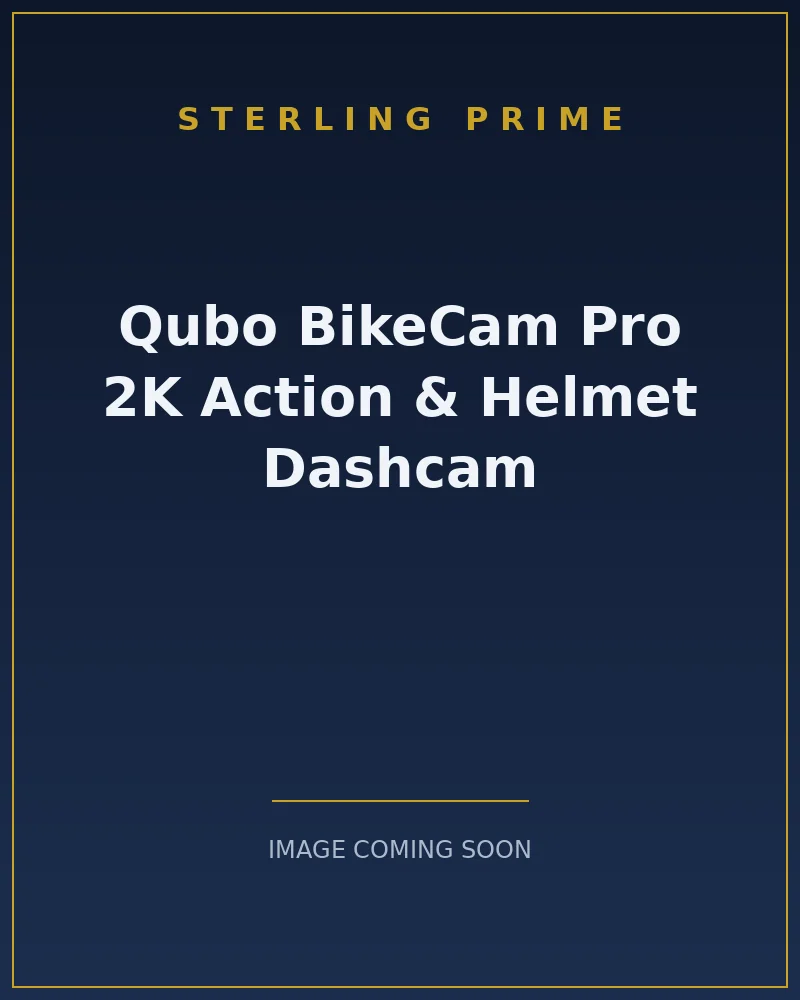 STERLING PRIME
Qubo BikeCam Pro
2K Action & Helmet
Dashcam
IMAGE COMING SOON